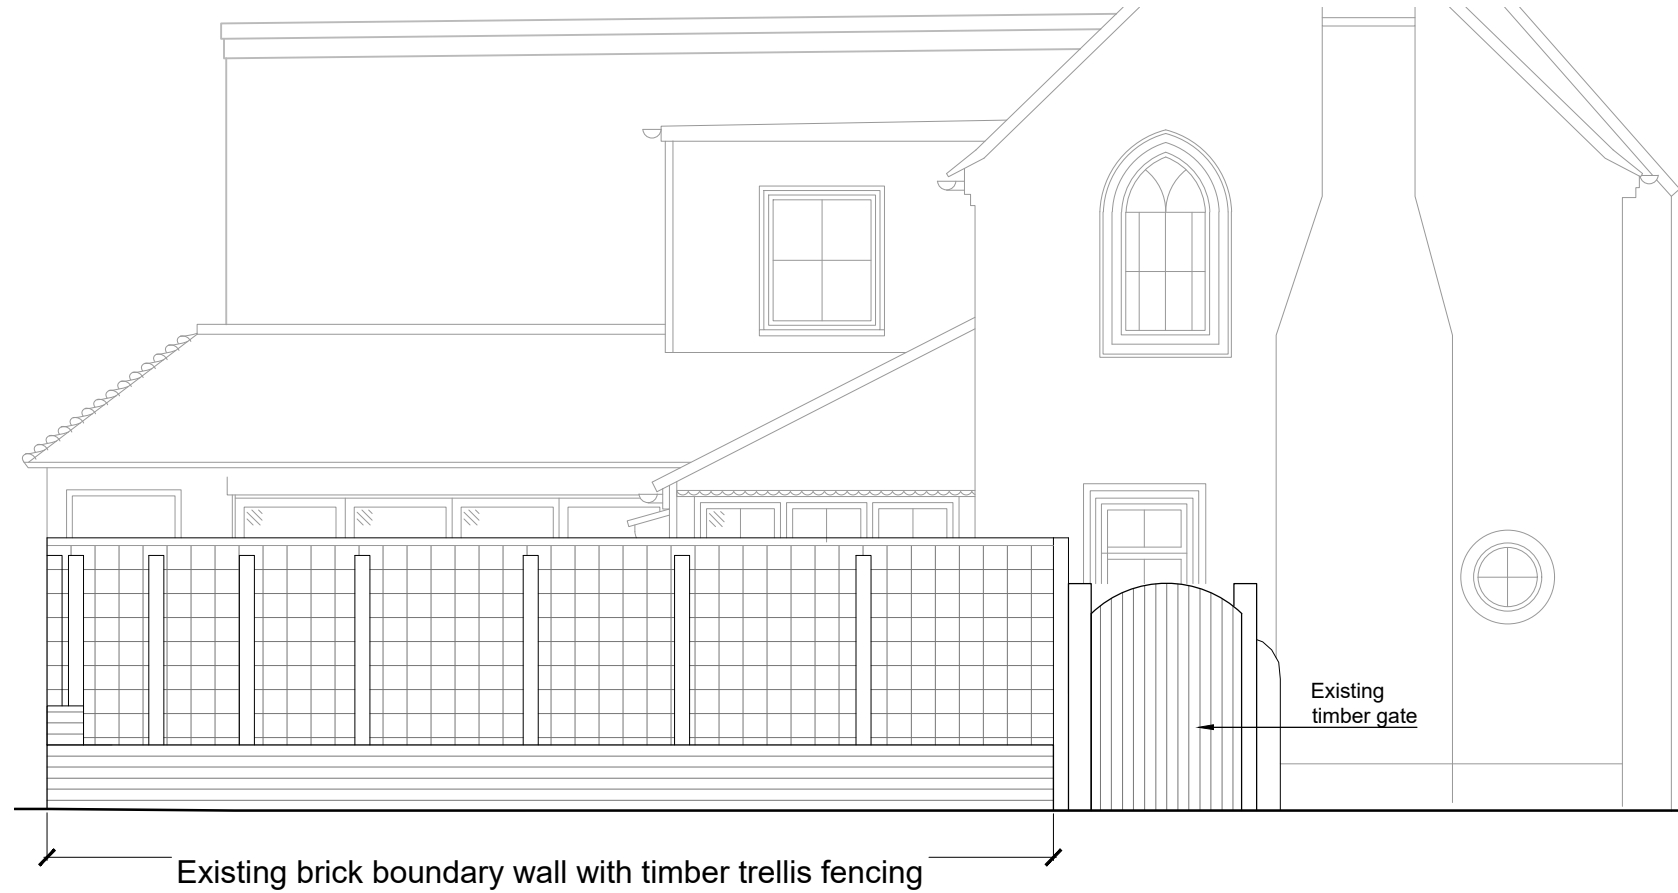 Existing
timber gate
Existing brick boundary wall with timber trellis fencing